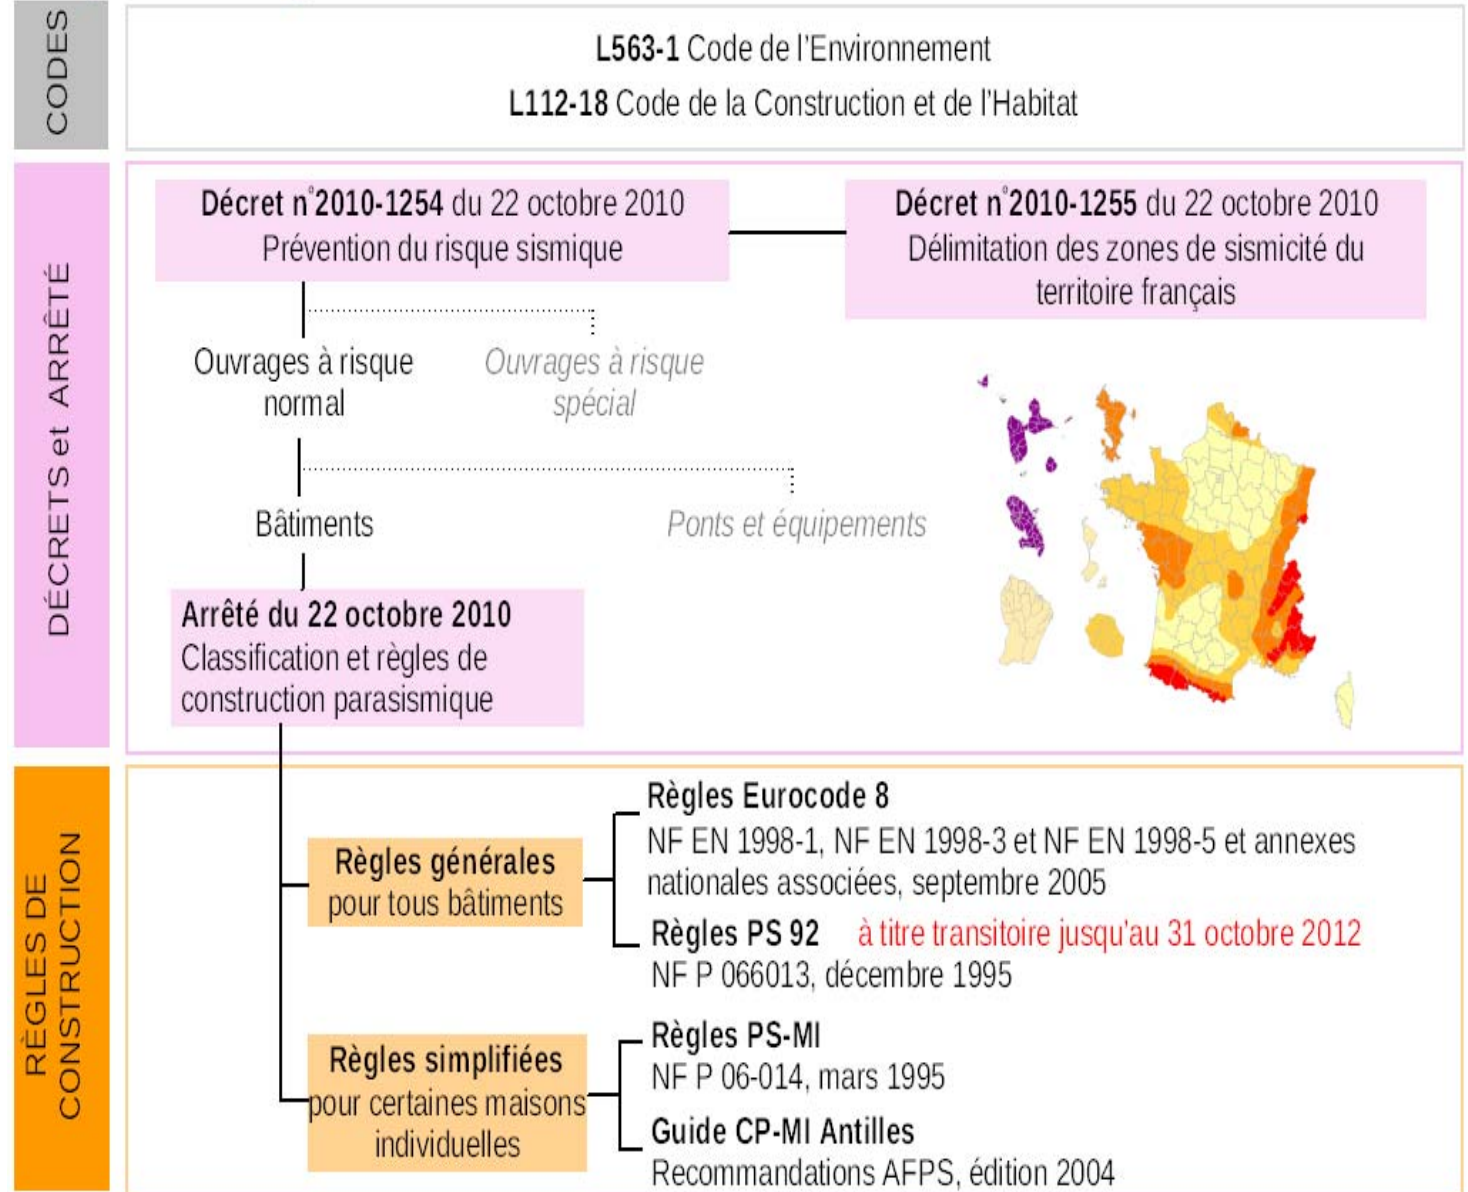 CODES
L563-1 Code de l'Environnement
L112-18 Code de la Construction et de l'Habitat
DÉCRETS et ARRÊTÉ
Décret n°2010-1254 du 22 octobre 2010
Prévention du risque sismique
Décret n°2010-1255 du 22 octobre 2010
Délimitation des zones de sismicité du
territoire français
Ouvrages à risque
normal
Ouvrages à risque
spécial
Bâtiments
Ponts et équipements
Arrêté du 22 octobre 2010
Classification et règles de
construction parasismique
RÈGLES DE
CONSTRUCTION
Règles générales
pour tous bâtiments
Règles Eurocode 8
NF EN 1998-1, NF EN 1998-3 et NF EN 1998-5 et annexes
nationales associées, septembre 2005
Règles PS 92 à titre transitoire jusqu'au 31 octobre 2012
NF P 066013, décembre 1995
Règles simplifiées
pour certaines maisons
individuelles
Règles PS-MI
NF P 06-014, mars 1995
Guide CP-MI Antilles
Recommandations AFPS, édition 2004